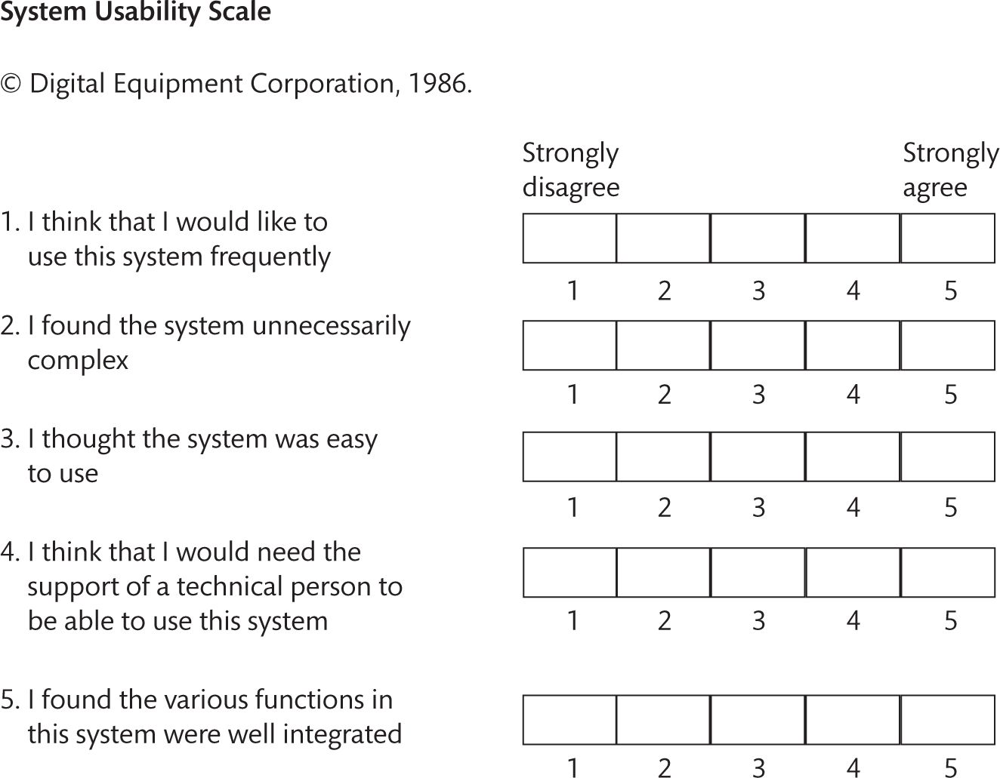 System Usability Scale
© Digital Equipment Corporation, 1986.
Strongly disagree
Strongly agree
1. I think that I would like to
use this system frequently
1 2 3 4 5
2. I found the system unnecessarily
complex
1 2 3 4 5
3. I thought the system was easy
to use
1 2 3 4 5
4. I think that I would need the
support of a technical person to
be able to use this system
1 2 3 4 5
5. I found the various functions in
this system were well integrated
1 2 3 4 5